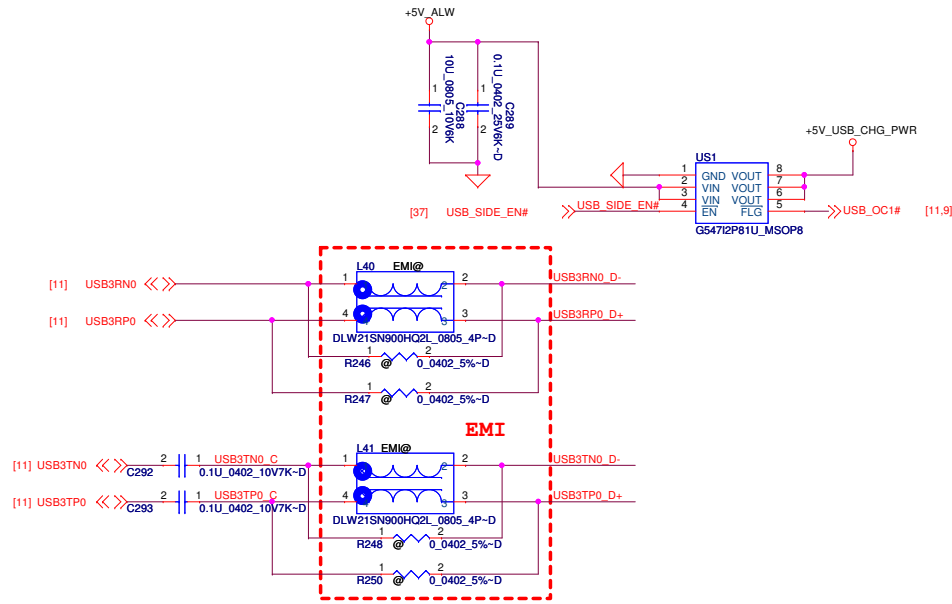 +5V_ALW
10U_0805_10V6K
1
2
C288
0.1U_0402_25V6K~D
1
2
C289
+5V_USB_CHG_PWR
US1
1 GND VOUT 8
2 VIN VOUT 7
3 VIN VOUT 6
4 EN FLG 5
G547I2P81U_MSOP8
[37] USB_SIDE_EN#
USB_SIDE_EN#
USB_OC1# [11,9]
L40 EMI@
[11] USB3RN0 1 2 2 USB3RN0_D-
[11] USB3RP0 4 3 3 USB3RP0_D+
DLW21SN900HQ2L_0805_4P~D
1 2
R246 @ 0_0402_5%~D
1 2
R247 @ 0_0402_5%~D
EMI
L41 EMI@
[11] USB3TN0 2 1 USB3TN0_C 1 2 2 USB3TN0_D-
C292 0.1U_0402_10V7K~D
[11] USB3TP0 2 1 USB3TP0_C 4 3 3 USB3TP0_D+
C293 0.1U_0402_10V7K~D
DLW21SN900HQ2L_0805_4P~D
1 2
R248 @ 0_0402_5%~D
1 2
R250 @ 0_0402_5%~D